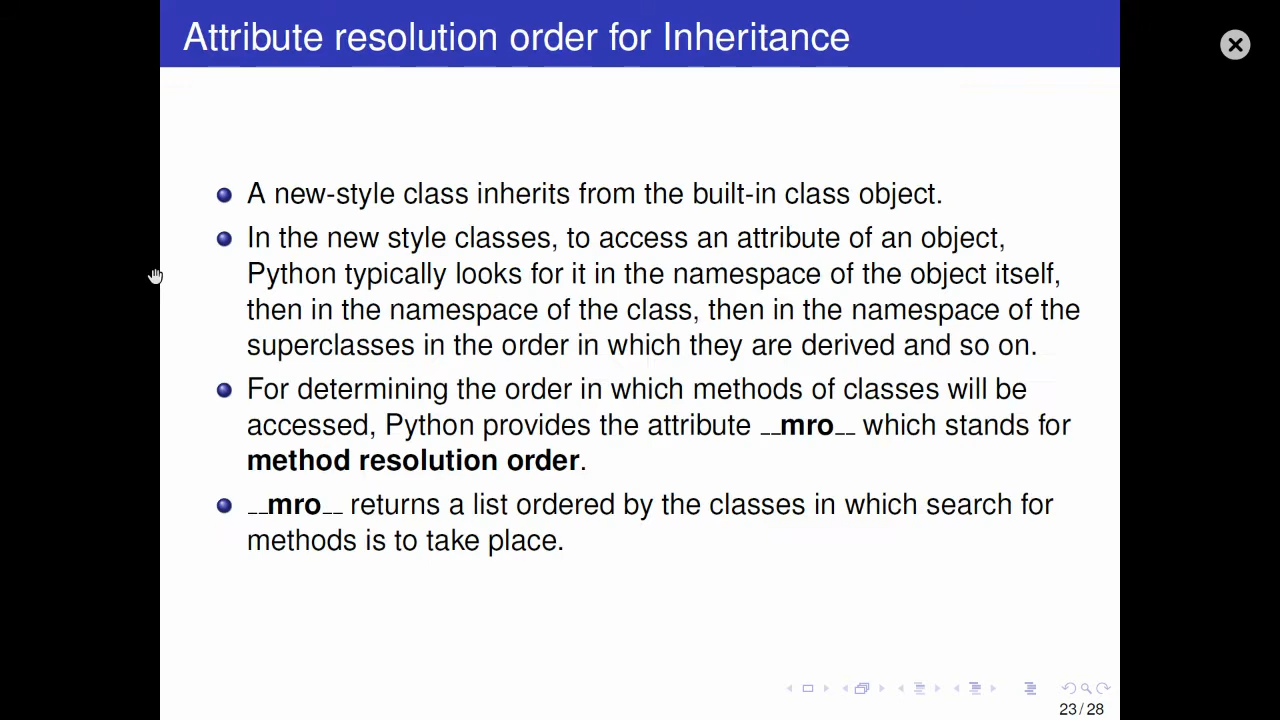 Attribute resolution order for Inheritance
A new-style class inherits from the built-in class object.
In the new style classes, to access an attribute of an object,
Python typically looks for it in the namespace of the object itself,
then in the namespace of the class, then in the namespace of the
superclasses in the order in which they are derived and so on.
For determining the order in which methods of classes will be
accessed, Python provides the attribute __mro__ which stands for
method resolution order.
__mro__ returns a list ordered by the classes in which search for
methods is to take place.
23 / 28